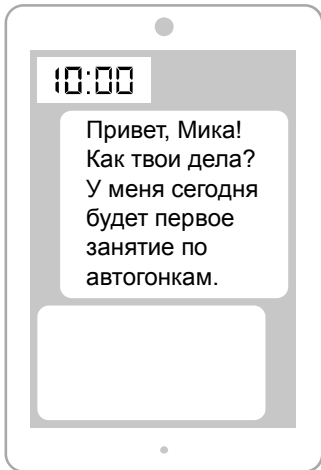 10:00
Привет, Мика!
Как твои дела?
У меня сегодня
будет первое
занятие по
автогонкам.